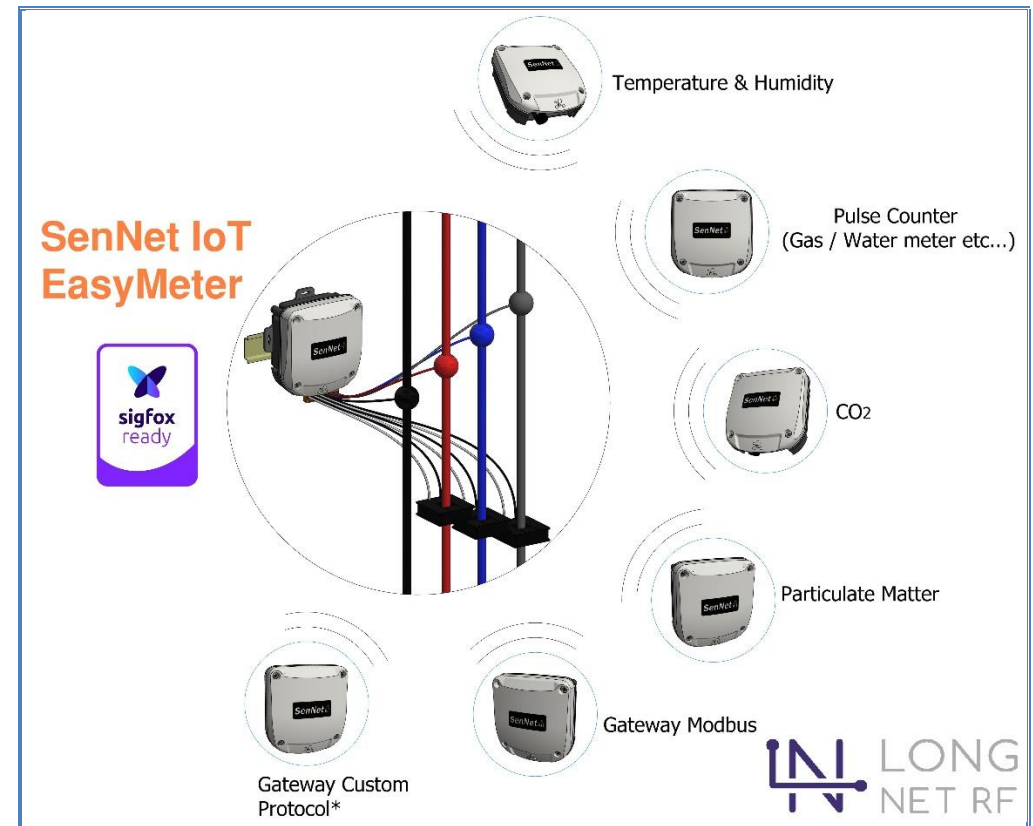 SenNet
Temperature & Humidity
SenNet
Pulse Counter
(Gas / Water meter etc...)
SenNet IoT
EasyMeter
SenNet
sigfox
ready
SenNet
CO2
SenNet
Particulate Matter
SenNet
Gateway Custom
Protocol*
SenNet
Gateway Modbus
LN LONG
NET RF